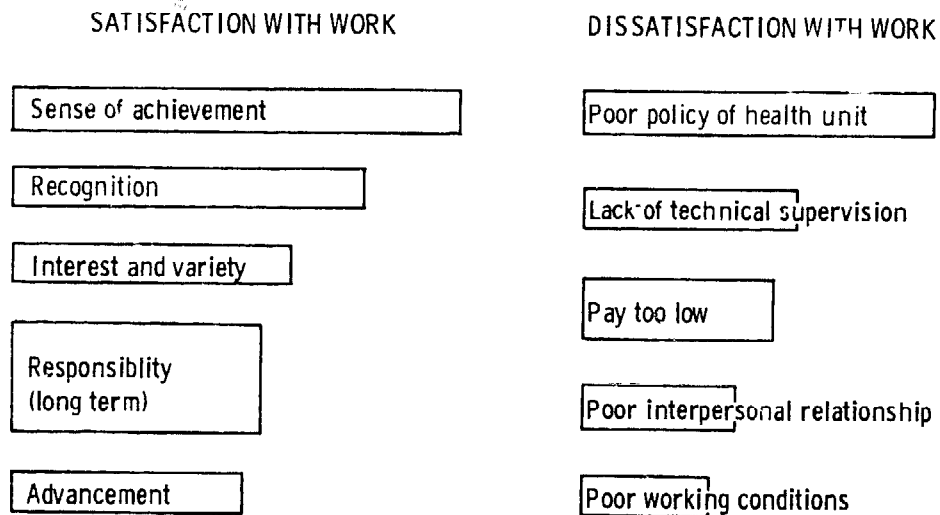 SATISFACTION WITH WORK
Sense of achievement
Recognition
Interest and variety
Responsiblity
(long term)
Advancement
DISSATISFACTION WITH WORK
Poor policy of health unit
Lack of technical supervision
Pay too low
Poor interpersonal relationship
Poor working conditions